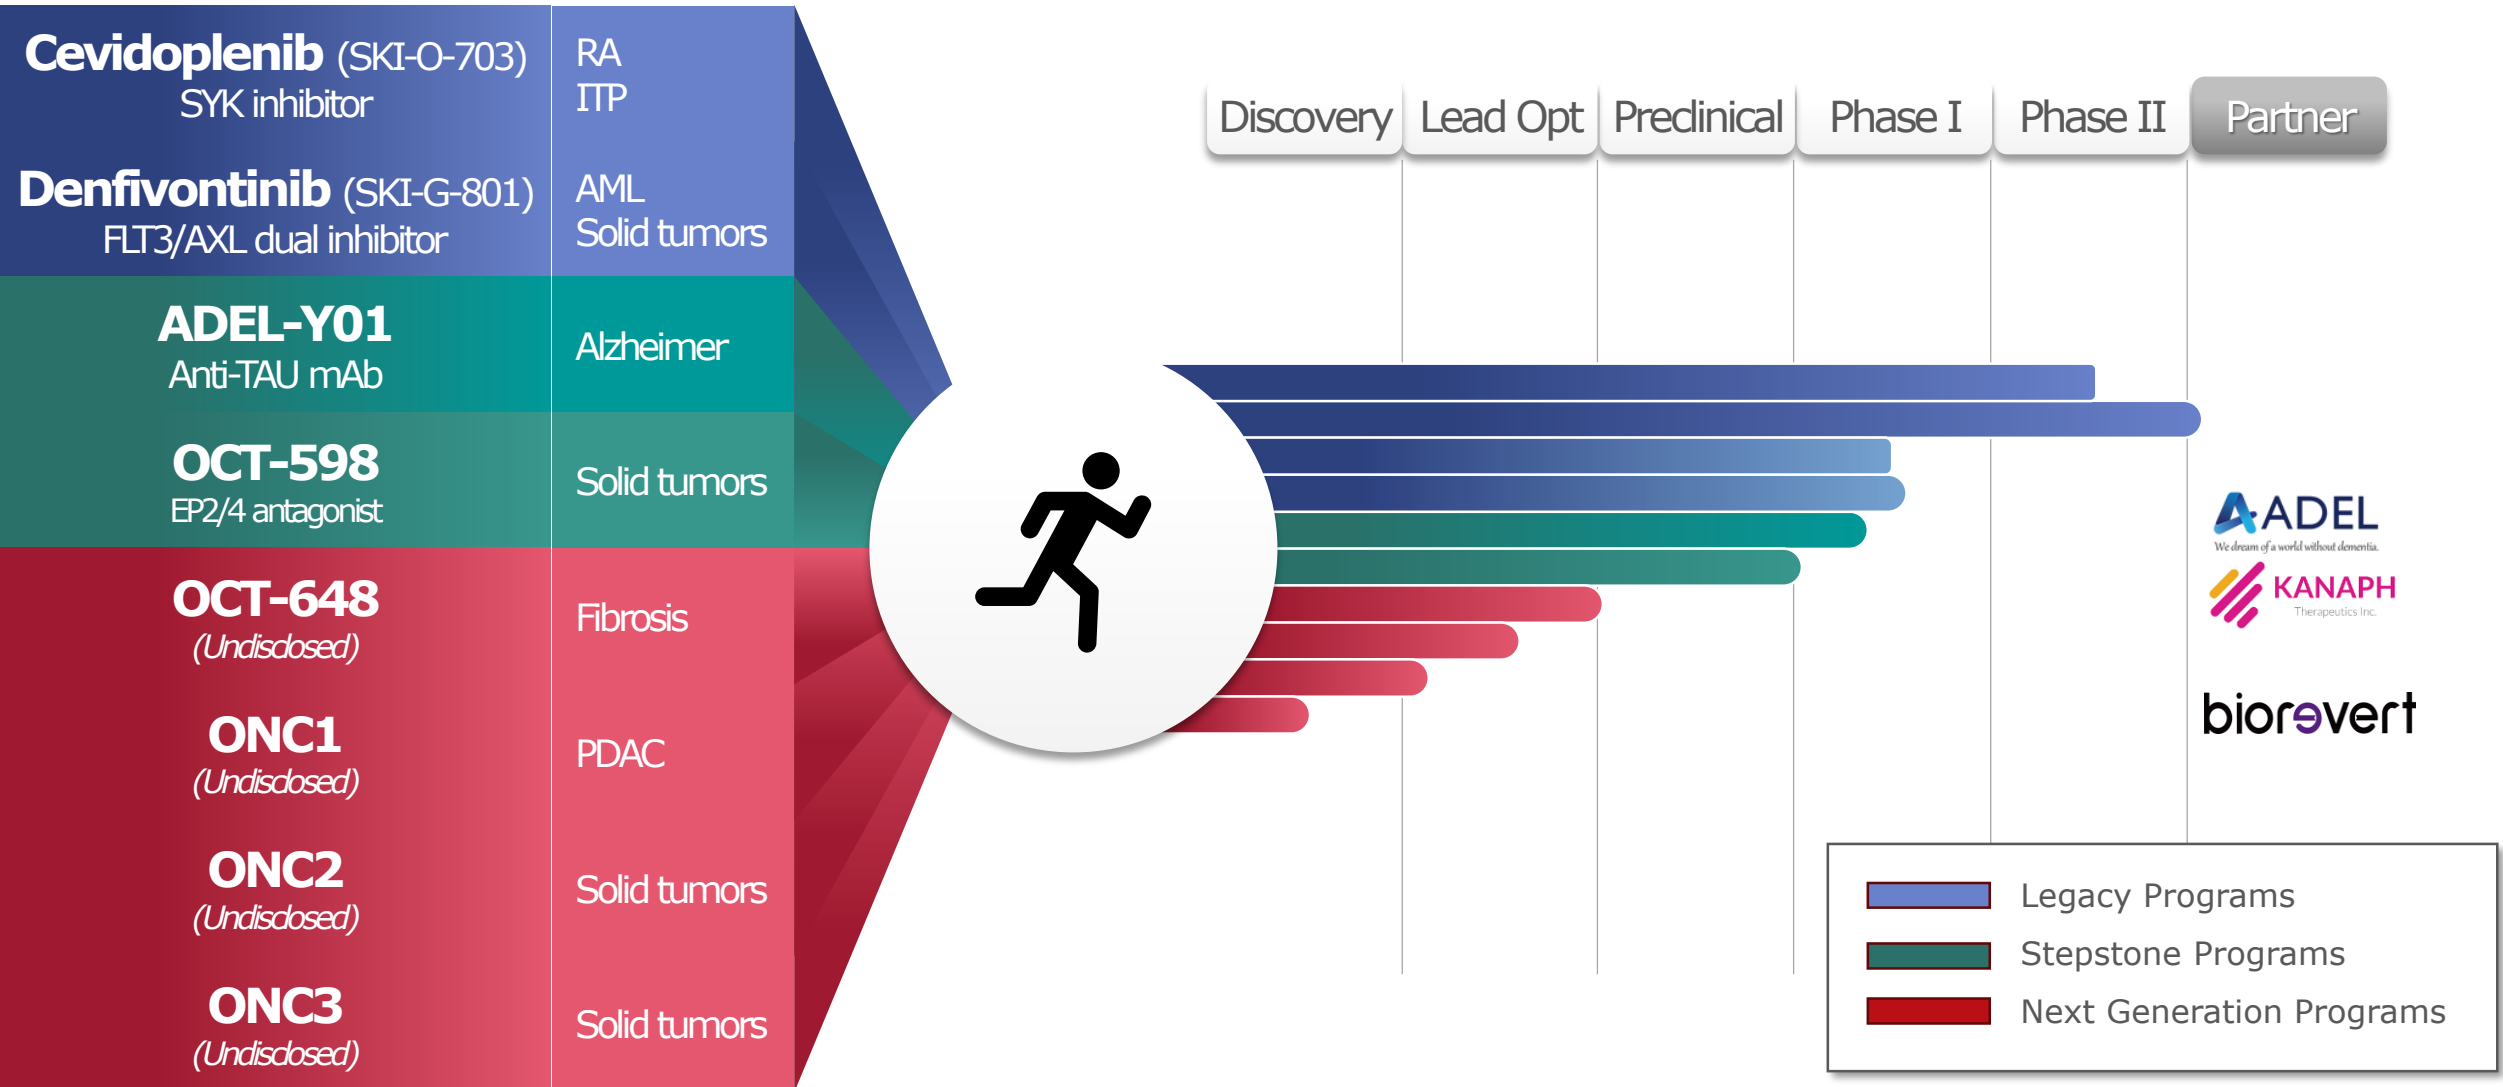 Cevidoplenib (SKI-O-703)
SYK inhibitor
RA
ITP
Denfivontinib (SKI-G-801)
FLT3/AXL dual inhibitor
AML
Solid tumors
ADEL-Y01
Anti-TAU mAb
Alzheimer
OCT-598
EP2/4 antagonist
Solid tumors
OCT-648
(Undisclosed)
Fibrosis
ONC1
(Undisclosed)
PDAC
ONC2
(Undisclosed)
Solid tumors
ONC3
(Undisclosed)
Solid tumors
Discovery
Lead Opt
Preclinical
Phase I
Phase II
Partner
ADEL
We dream of a world without dementia.
KANAPH
Therapeutics Inc.
biorevert
Legacy Programs
Stepstone Programs
Next Generation Programs